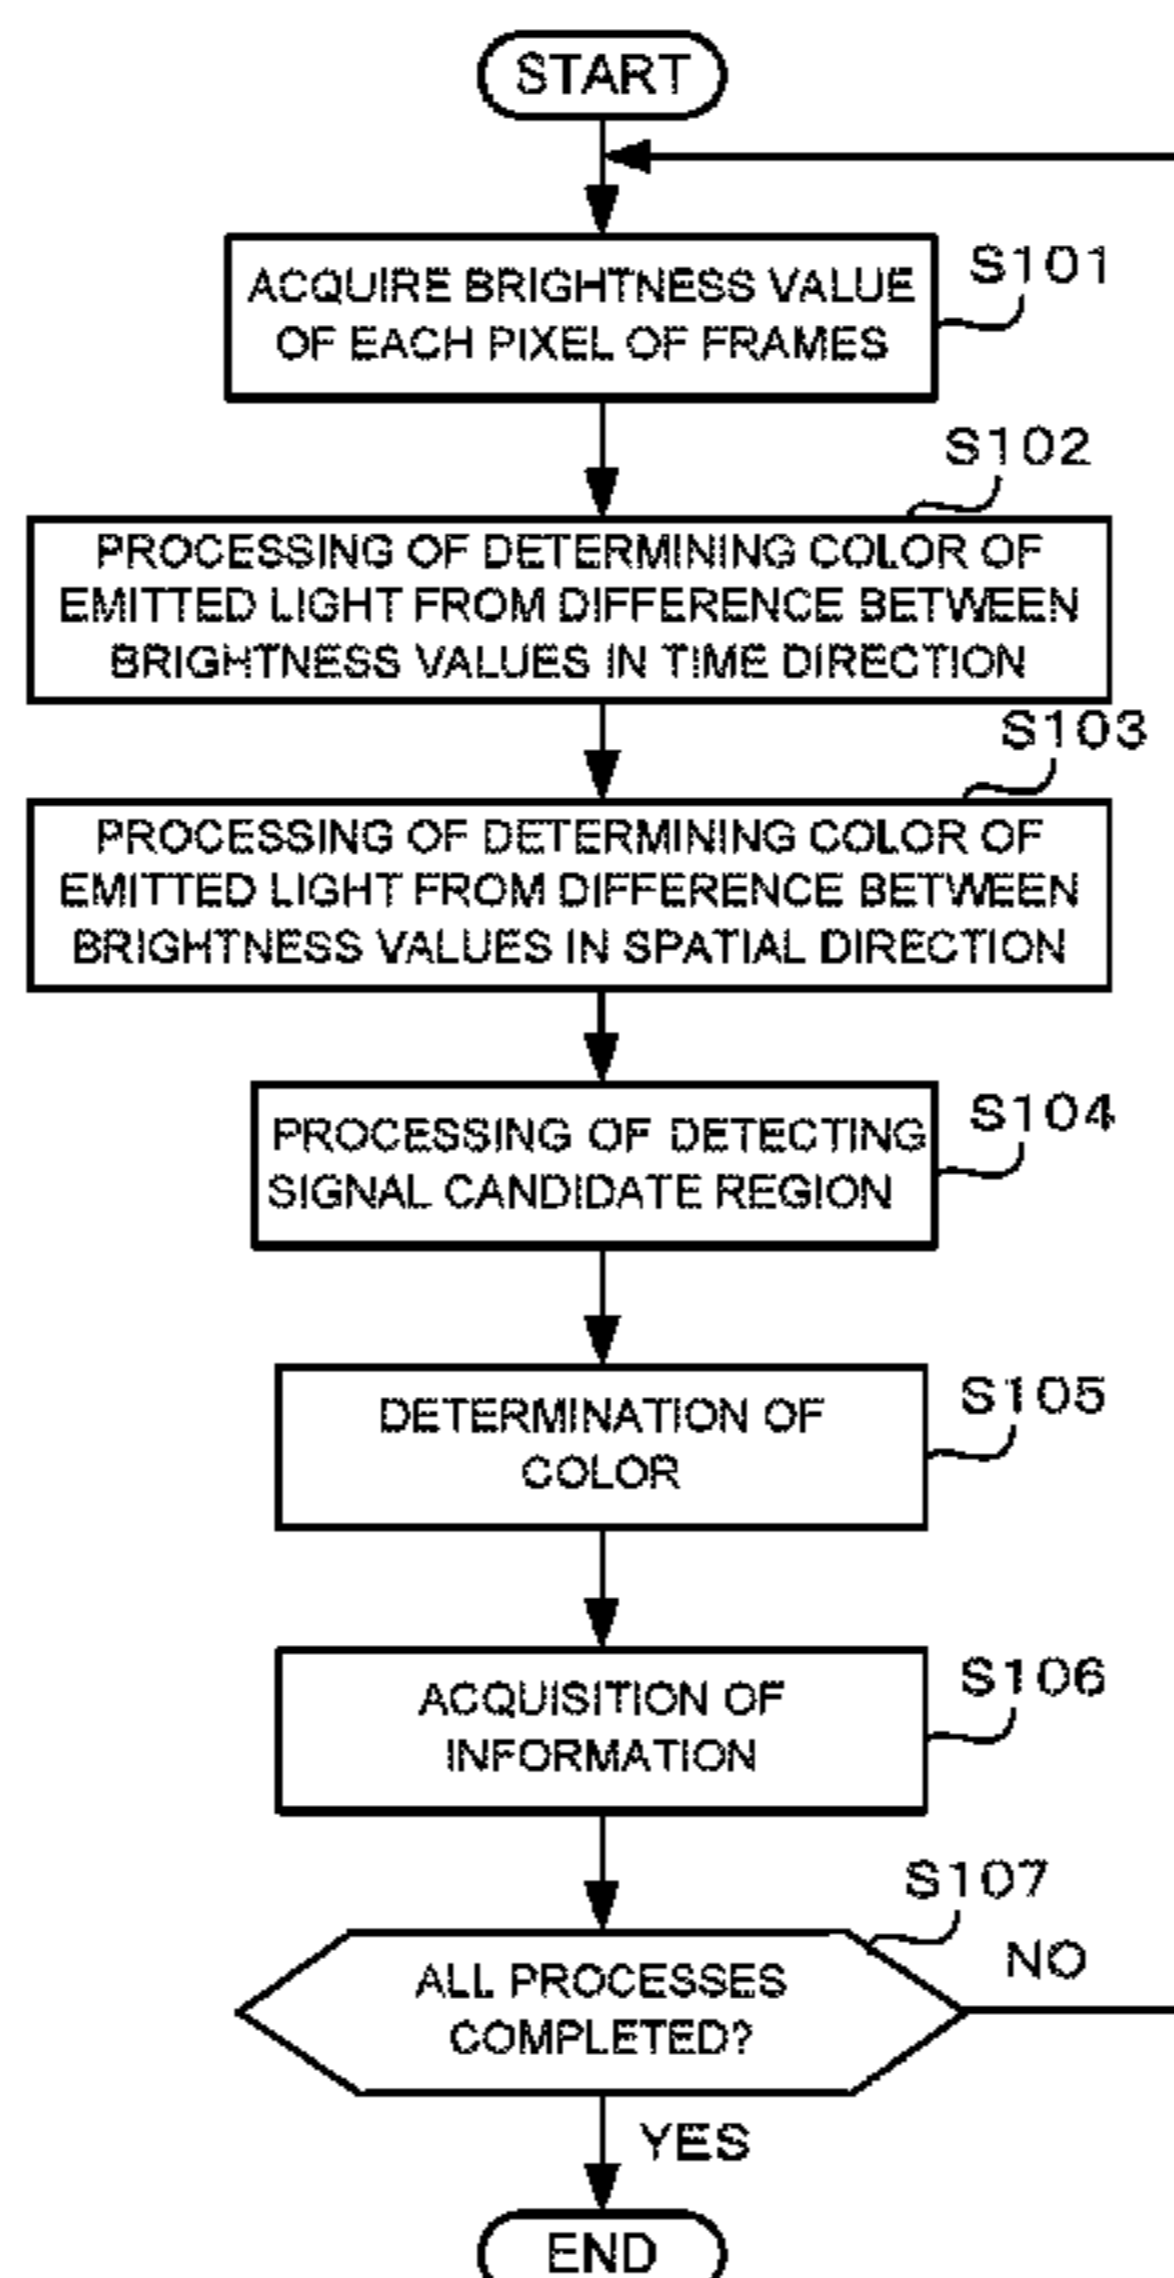 START
ACQUIRE BRIGHTNESS VALUE
OF EACH PIXEL OF FRAMES
S101
S102
PROCESSING OF DETERMINING COLOR OF
EMITTED LIGHT FROM DIFFERENCE BETWEEN
BRIGHTNESS VALUES IN TIME DIRECTION
S103
PROCESSING OF DETERMINING COLOR OF
EMITTED LIGHT FROM DIFFERENCE BETWEEN
BRIGHTNESS VALUES IN SPATIAL DIRECTION
S104
PROCESSING OF DETECTING
SIGNAL CANDIDATE REGION
S105
DETERMINATION OF
COLOR
S106
ACQUISITION OF
INFORMATION
S107
ALL PROCESSES
COMPLETED?
NO
YES
END